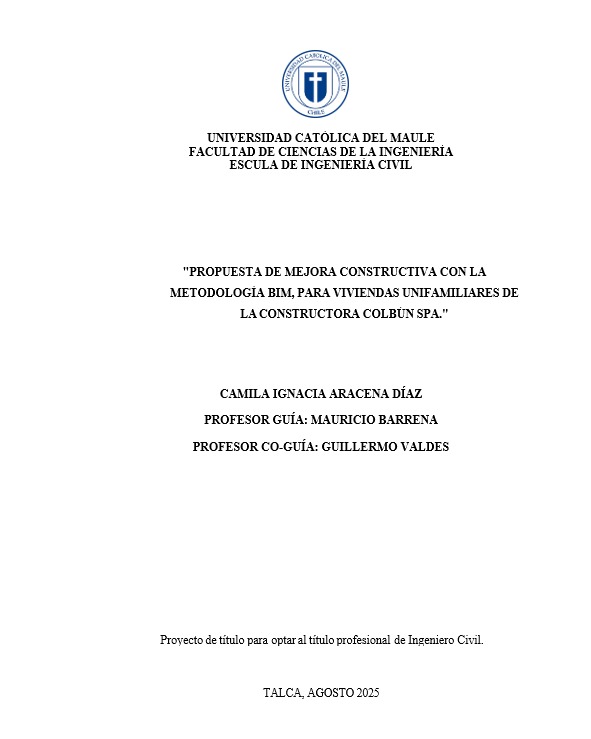 UNIVERSIDAD CATOLICA DEL MAULE
CHILE
UNIVERSIDAD CATÓLICA DEL MAULE
FACULTAD DE CIENCIAS DE LA INGENIERÍA
ESCULA DE INGENIERÍA CIVIL
"PROPUESTA DE MEJORA CONSTRUCTIVA CON LA
METODOLOGÍA BIM, PARA VIVIENDAS UNIFAMILIARES DE
LA CONSTRUCTORA COLBÚN SPA."
CAMILA IGNACIA ARACENA DÍAZ
PROFESOR GUÍA: MAURICIO BARRENA
PROFESOR CO-GUÍA: GUILLERMO VALDES
Proyecto de título para optar al título profesional de Ingeniero Civil.
TALCA, AGOSTO 2025